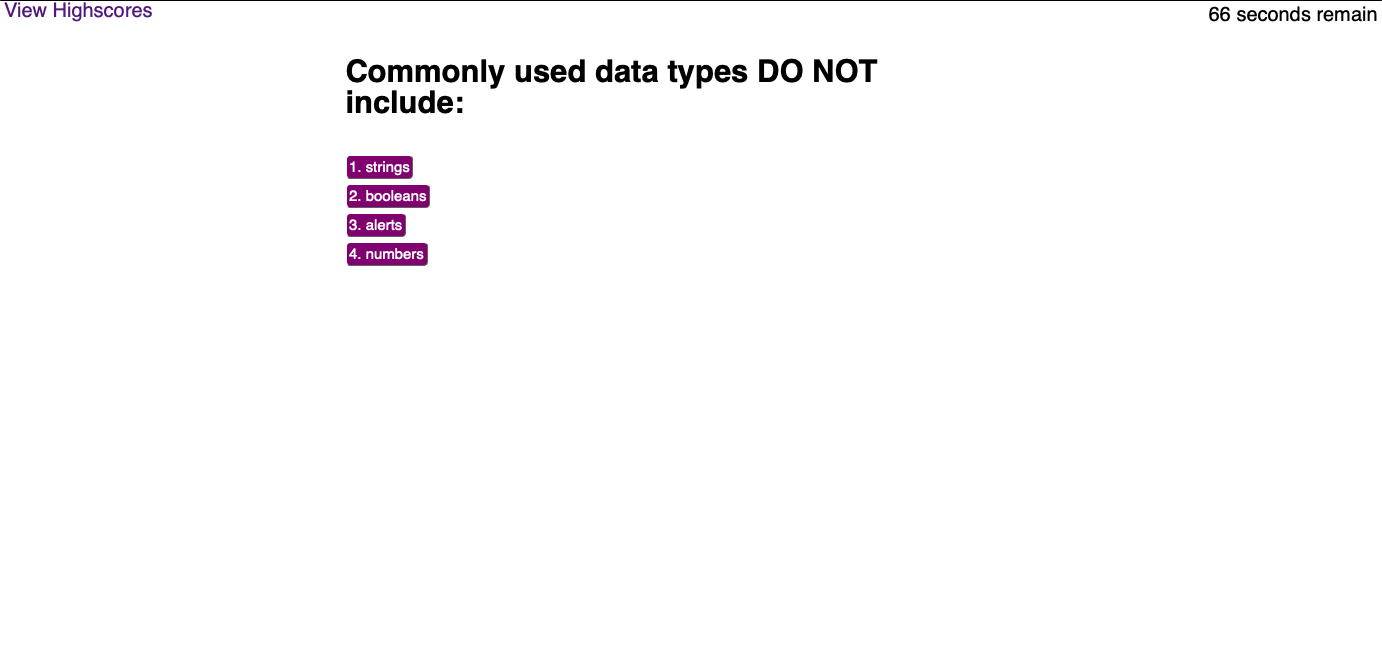 View Highscores
66 seconds remain
Commonly used data types DO NOT
include:
1. strings
2. booleans
3. alerts
4. numbers